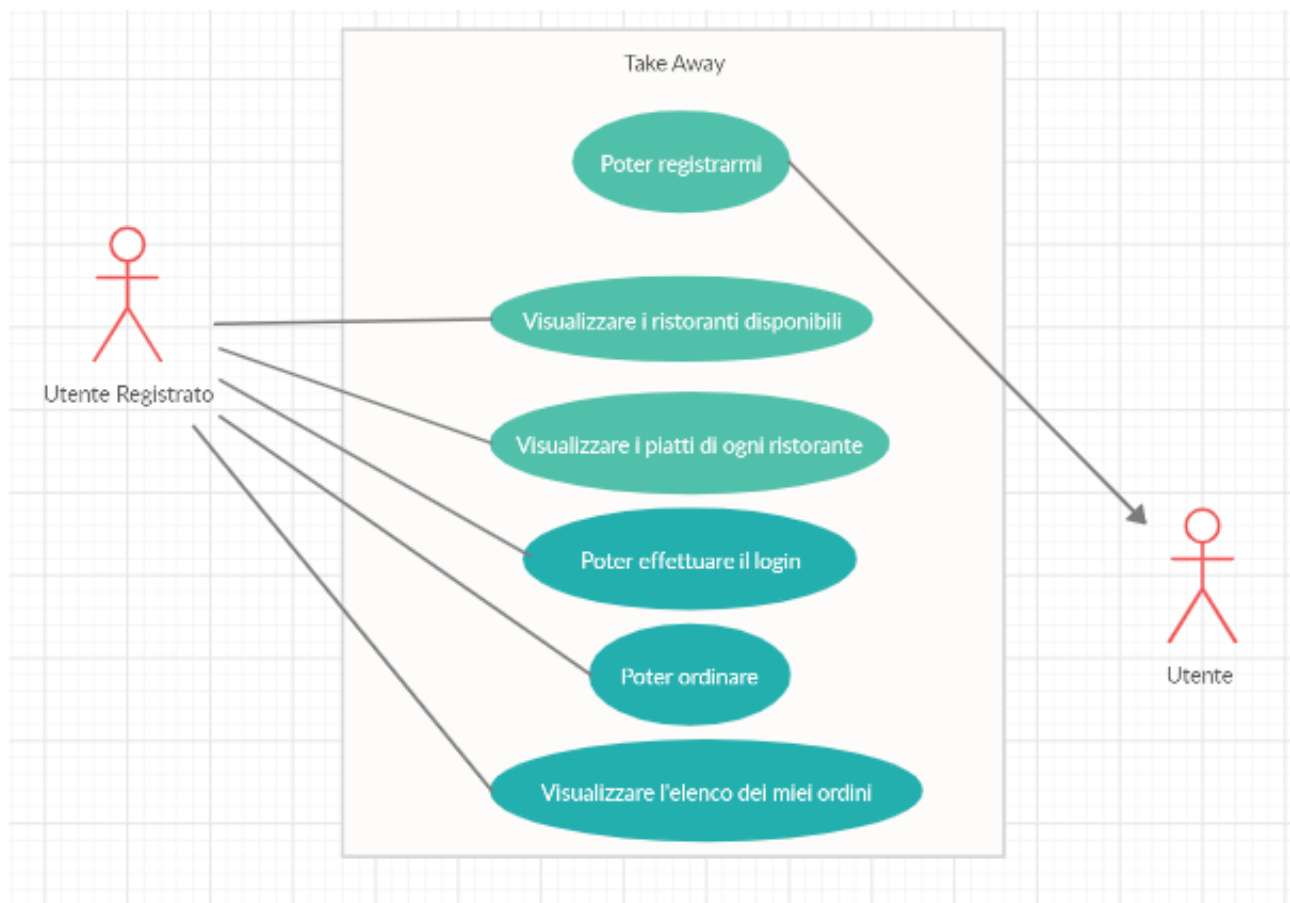 Take Away
Poter registrarmi
Visualizzare i ristoranti disponibili
Utente Registrato
Visualizzare i piatti di ogni ristorante
Poter effettuare il login
Poter ordinare
Utente
Visualizzare l'elenco dei miei ordini